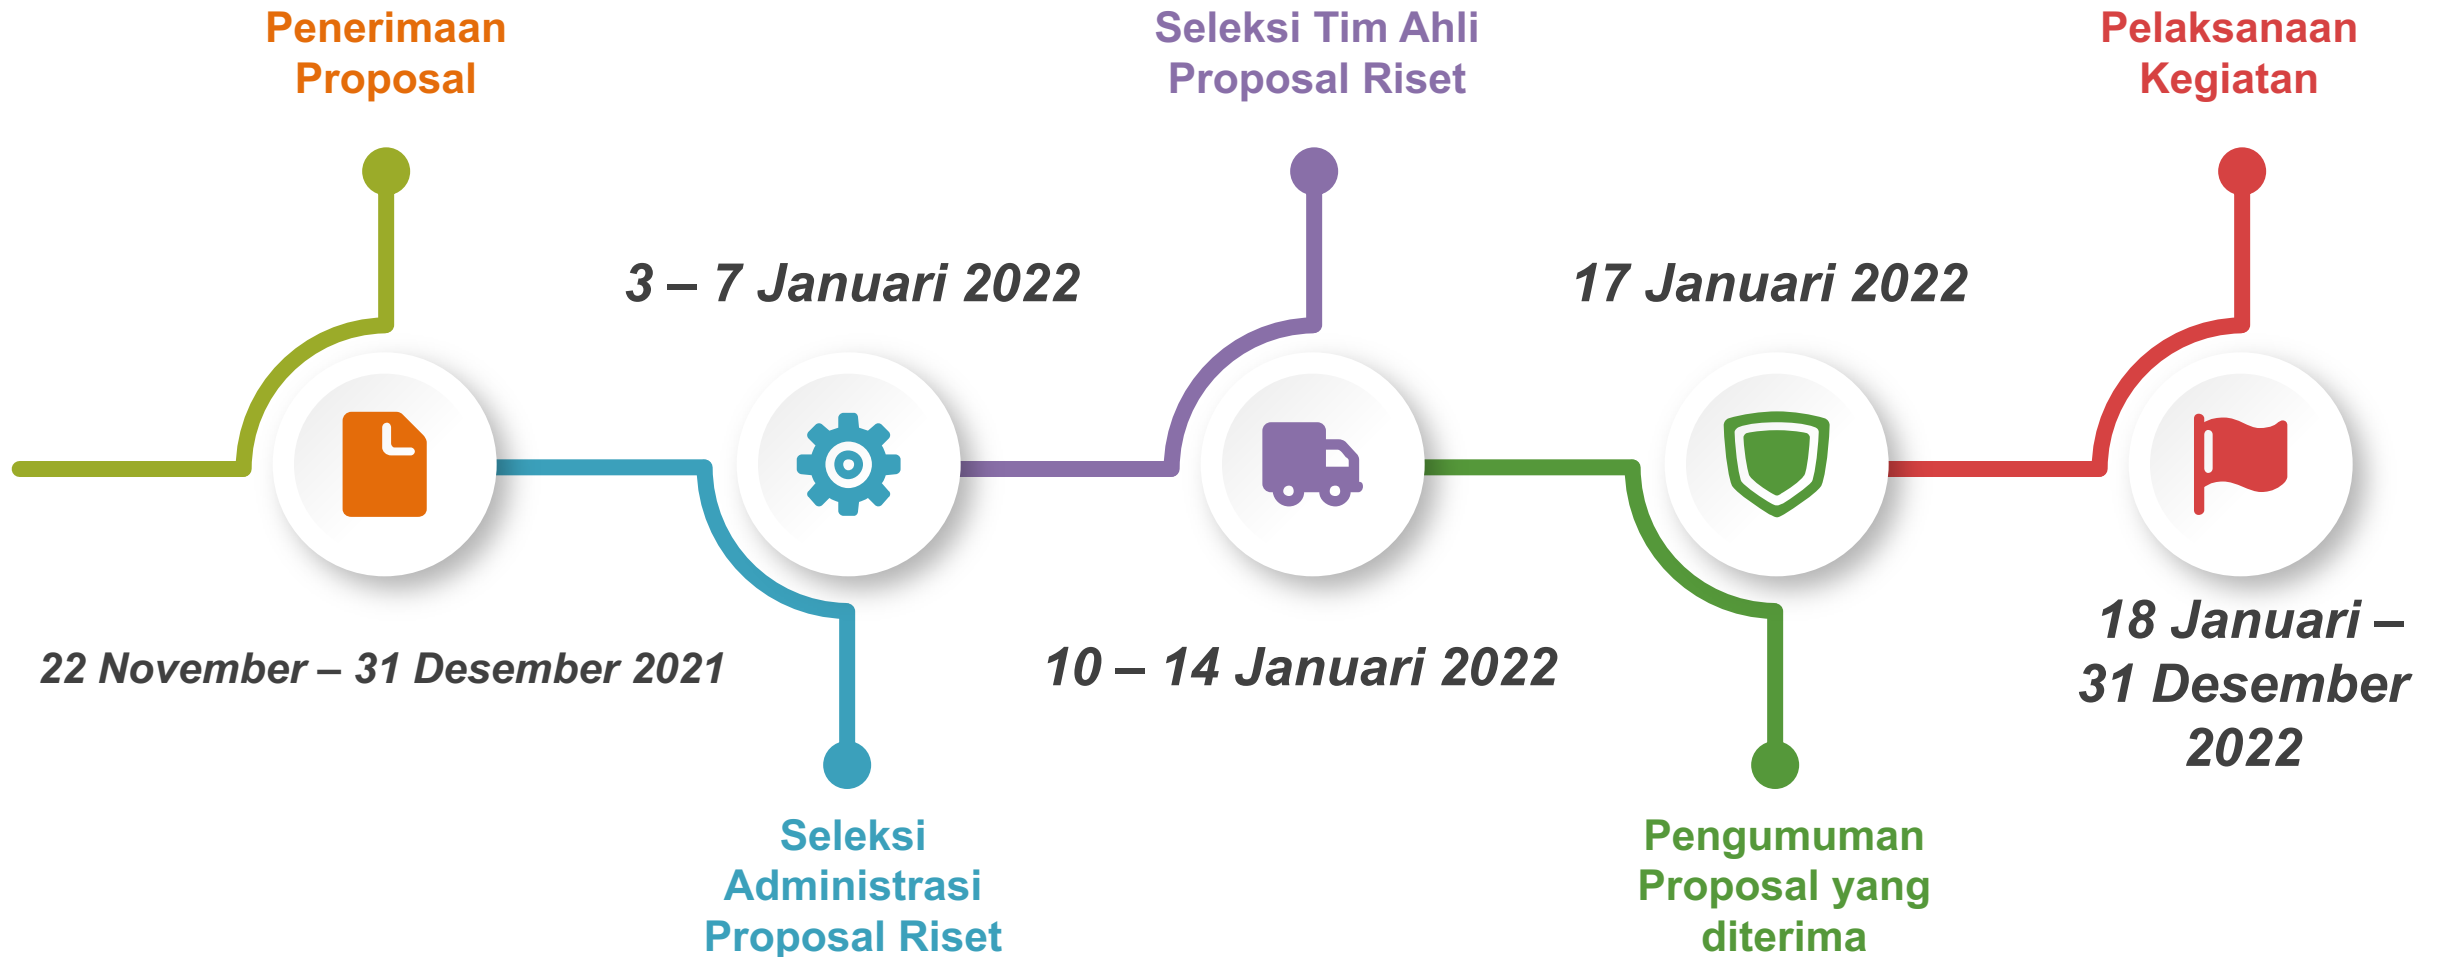 Penerimaan
Proposal
22 November – 31 Desember 2021
3 – 7 Januari 2022
Seleksi
Administrasi
Proposal Riset
Seleksi Tim Ahli
Proposal Riset
10 – 14 Januari 2022
17 Januari 2022
Pengumuman
Proposal yang
diterima
Pelaksanaan
Kegiatan
18 Januari –
31 Desember
2022